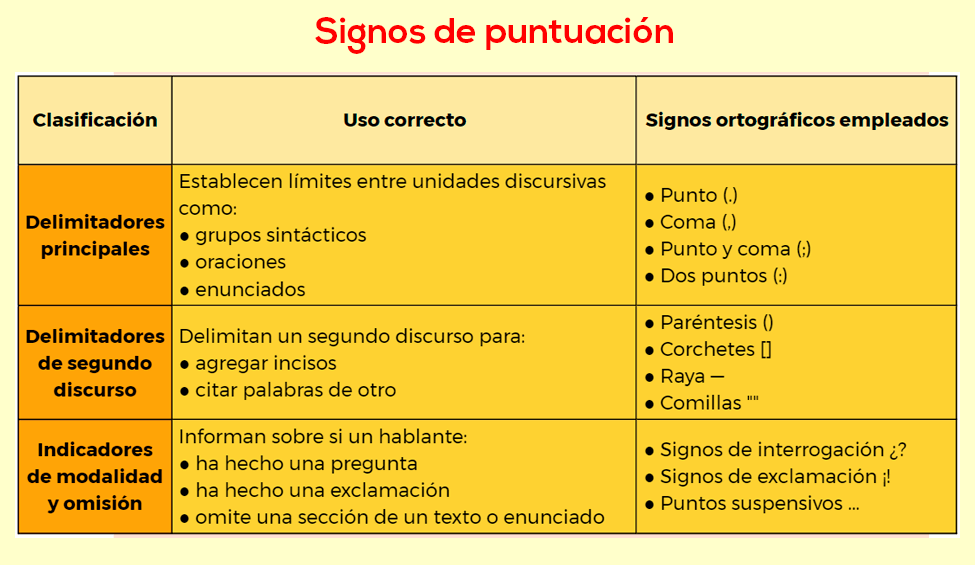 Signos de puntuación
Clasificación
Uso correcto
Signos ortográficos empleados
Delimitadores
principales
Establecen límites entre unidades discursivas
como:
● grupos sintácticos
● oraciones
● enunciados
● Punto (.)
● Coma (,)
● Punto y coma (;)
● Dos puntos (:)
Delimitadores
de segundo
discurso
Delimitan un segundo discurso para:
● agregar incisos
● citar palabras de otro
● Paréntesis ()
● Corchetes []
● Raya —
● Comillas ""
Indicadores
de modalidad
y omisión
Informan sobre si un hablante:
● ha hecho una pregunta
● ha hecho una exclamación
● omite una sección de un texto o enunciado
● Signos de interrogación ¿?
● Signos de exclamación ¡!
● Puntos suspensivos ...